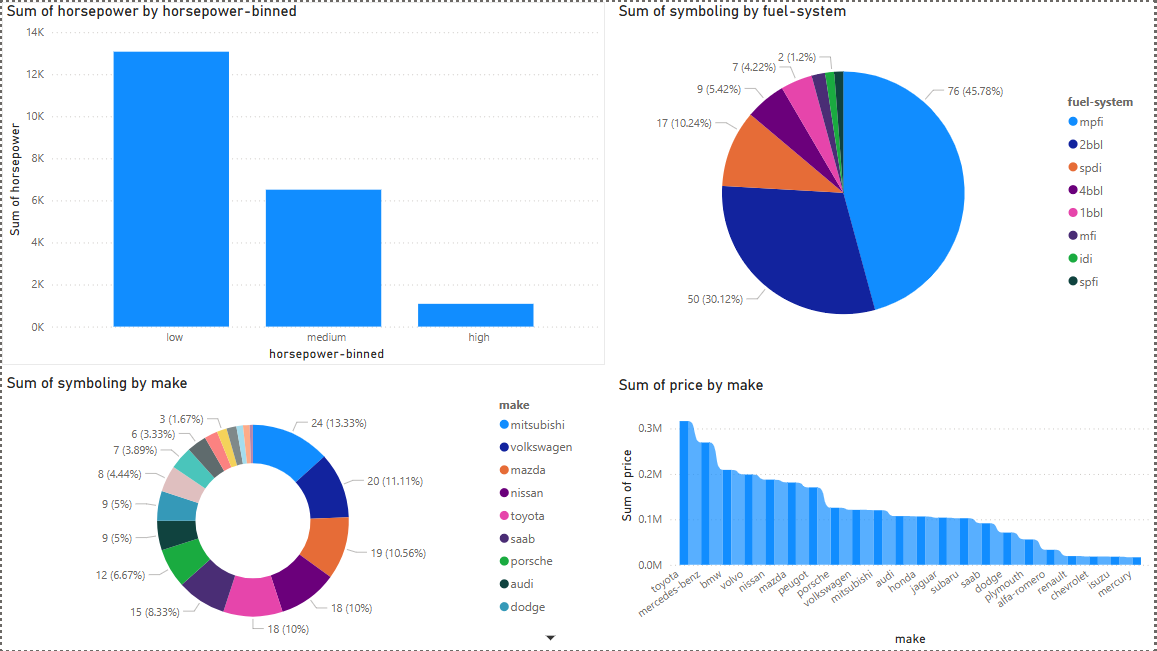 Sum of horsepower by horsepower-binned
14K
12K
10K
8K
6K
4K
2K
0K
Sum of horsepower
low
medium
high
horsepower-binned
Sum of symboling by fuel-system
2 (1.2%)
7 (4.22%)
9 (5.42%)
17 (10.24%)
50 (30.12%)
76 (45.78%)
fuel-system
mpfi
2bbl
spdi
4bbl
1bbl
mfi
idi
spfi
Sum of symboling by make
3 (1.67%)
6 (3.33%)
7 (3.89%)
8 (4.44%)
9 (5%)
9 (5%)
12 (6.67%)
15 (8.33%)
18 (10%)
18 (10%)
19 (10.56%)
20 (11.11%)
24 (13.33%)
make
mitsubishi
volkswagen
mazda
nissan
toyota
saab
porsche
audi
dodge
Sum of price by make
0.3M
0.2M
0.1M
0.0M
Sum of price
toyota
mercedes-benz
bmw
volvo
nissan
mazda
peugot
porsche
volkswagen
mitsubishi
audi
honda
jaguar
subaru
saab
dodge
plymouth
alfa-romero
renault
chevrolet
isuzu
mercury
make